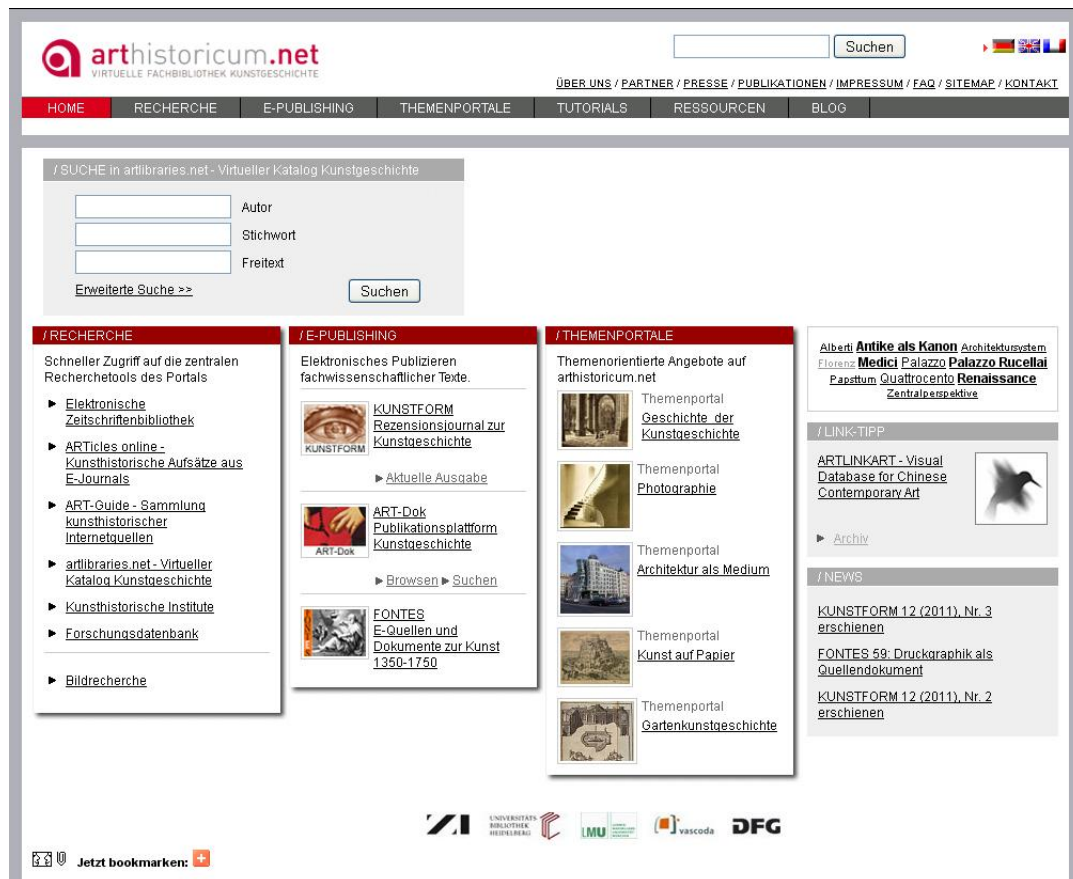 arthistoricum.net
VIRTUELLE FACHBIBLIOTHEK KUNSTGESCHICHTE
Suchen
ÜBER UNS / PARTNER / PRESSE / PUBLIKATIONEN / IMPRESSUM / FAQ / SITEMAP / KONTAKT
HOME RECHERCHE E-PUBLISHING THEMENPORTALE TUTORIALS RESSOURCEN BLOG
/ SUCHE in artlibraries.net - Virtueller Katalog Kunstgeschichte
Autor
Stichwort
Freitext
Erweiterte Suche >>
Suchen
/ RECHERCHE
Schneller Zugriff auf die zentralen
Recherchetools des Portals
Elektronische
Zeitschriftenbibliothek
ARTicles online -
Kunsthistorische Aufsätze aus
E-Journals
ART-Guide - Sammlung
kunsthistorischer
Internetquellen
artlibraries.net - Virtueller
Katalog Kunstgeschichte
Kunsthistorische Institute
Forschungsdatenbank
Bildrecherche
/ E-PUBLISHING
Elektronisches Publizieren
fachwissenschaftlicher Texte.
KUNSTFORM
KUNSTFORM
Rezensionsjournal zur
Kunstgeschichte
Aktuelle Ausgabe
ART-Dok
ART-Dok
Publikationsplattform
Kunstgeschichte
Browsen Suchen
FONTES
FONTES
E-Quellen und
Dokumente zur Kunst
1350-1750
/ THEMENPORTALE
Themenorientierte Angebote auf
arthistoricum.net
Themenportal
Geschichte der
Kunstgeschichte
Themenportal
Photographie
Themenportal
Architektur als Medium
Themenportal
Kunst auf Papier
Themenportal
Gartenkunstgeschichte
Alberti Antike als Kanon Architektursystem
Florenz Medici Palazzo Palazzo Rucellai
Papsttum Quattrocento Renaissance
Zentralperspektive
/ LINK-TIPP
ARTLINKART - Visual
Database for Chinese
Contemporary Art
Archiv
/ NEWS
KUNSTFORM 12 (2011), Nr. 3
erschienen
FONTES 59: Druckgraphik als
Quellendokument
KUNSTFORM 12 (2011), Nr. 2
erschienen
UNIVERSITÄTS
BIBLIOTHEK
HEIDELBERG
LMU
vascoda
DFG
Jetzt bookmarken: